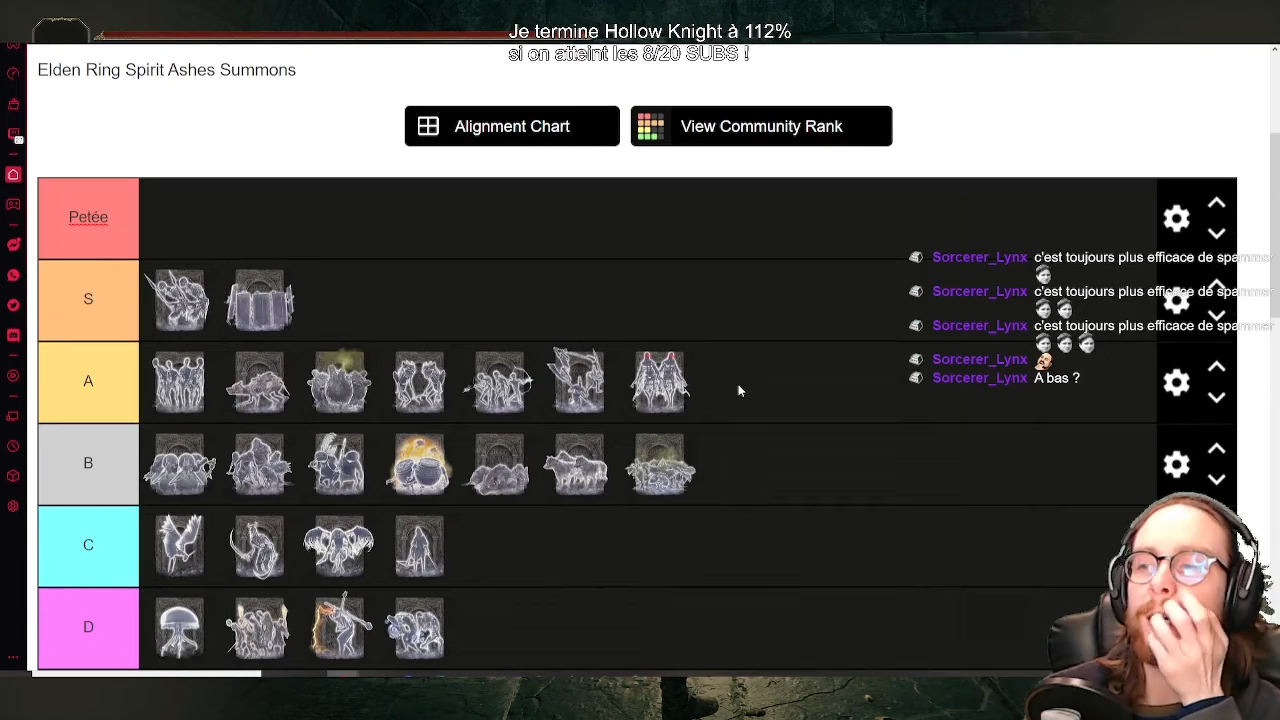 Je termine Hollow Knight à 112%
si on atteint les 8/20 SUBS !
Elden Ring Spirit Ashes Summons
Alignment Chart
View Community Rank
Petée
S
A
B
C
D
Sorcerer_Lynx c'est toujours plus efficace de spammer
Sorcerer_Lynx c'est toujours plus efficace de spammer
Sorcerer_Lynx c'est toujours plus efficace de spammer
Sorcerer_Lynx
Sorcerer_Lynx A bas ?